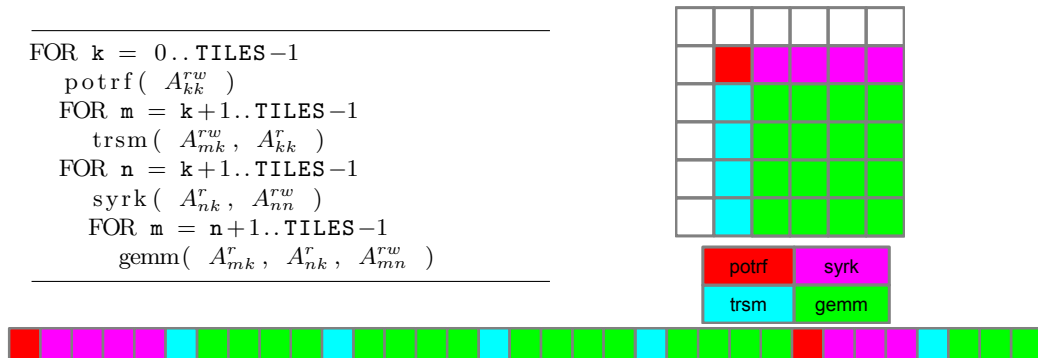 FOR k = 0..TILES−1
potrf( A_{kk}^{rw} )
FOR m = k+1..TILES−1
trsm( A_{mk}^{rw}, A_{kk}^{r} )
FOR n = k+1..TILES−1
syrk( A_{nk}^{r}, A_{nn}^{rw} )
FOR m = n+1..TILES−1
gemm( A_{mk}^{r}, A_{nk}^{r}, A_{mn}^{rw} )
potrf syrk
trsm gemm